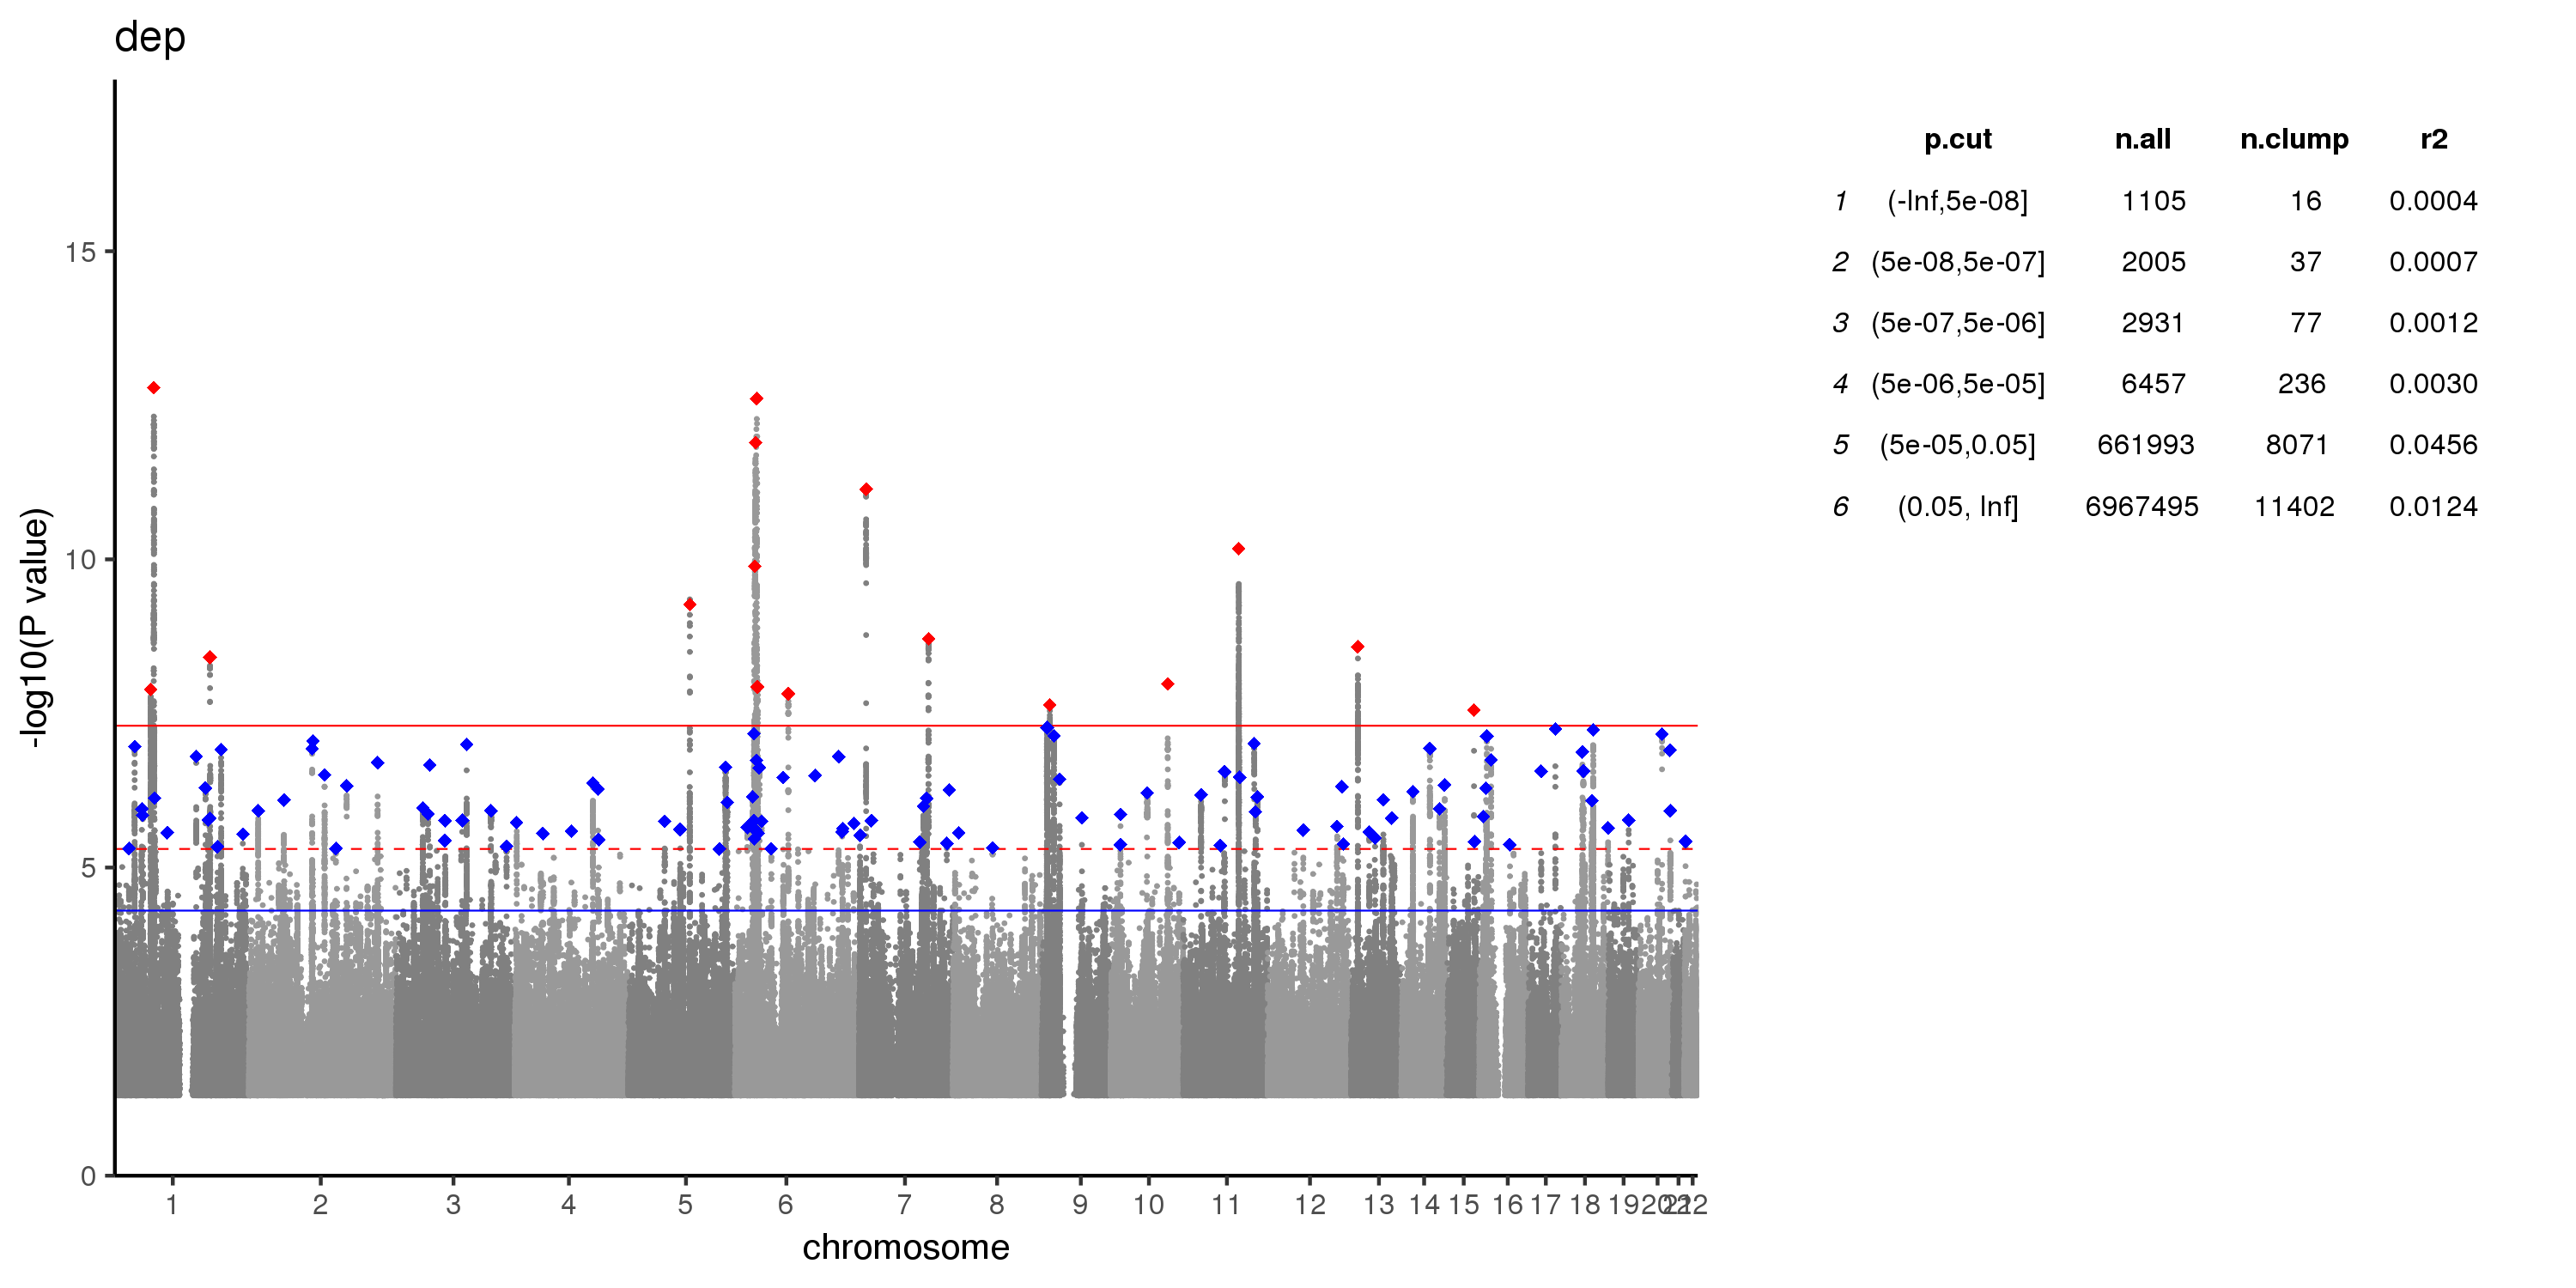 dep
p.cut n.all n.clump r2
1 (-Inf,5e-08] 1105 16 0.0004
2 (5e-08,5e-07] 2005 37 0.0007
3 (5e-07,5e-06] 2931 77 0.0012
4 (5e-06,5e-05] 6457 236 0.0030
5 (5e-05,0.05] 661993 8071 0.0456
6 (0.05, Inf] 6967495 11402 0.0124
-log10(P value)
15
10
5
0
1 2 3 4 5 6 7 8 9 10 11 12 13 14 15 16 17 18 19 20 21 22
chromosome